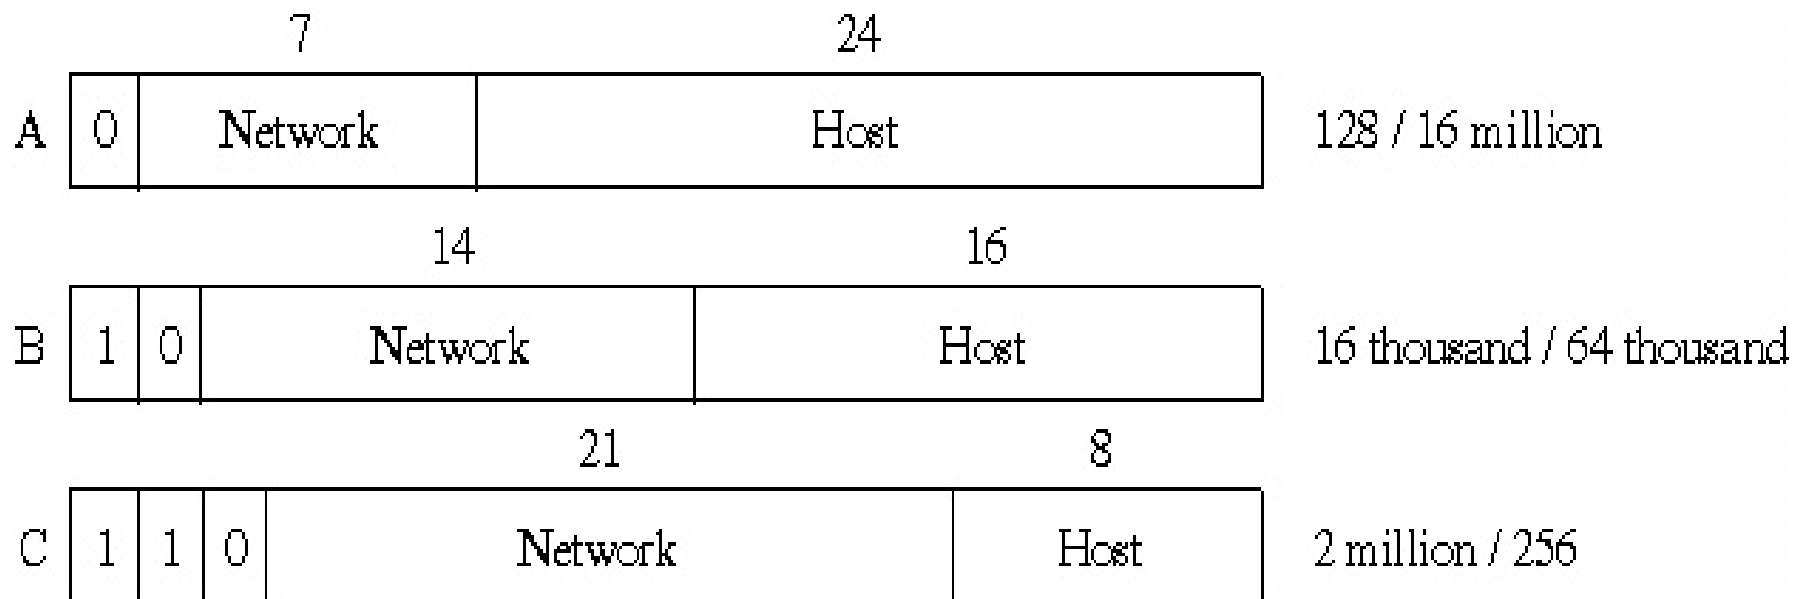 7 24
A 0 Network Host 128 / 16 million
14 16
B 1 0 Network Host 16 thousand / 64 thousand
21 8
C 1 1 0 Network Host 2 million / 256